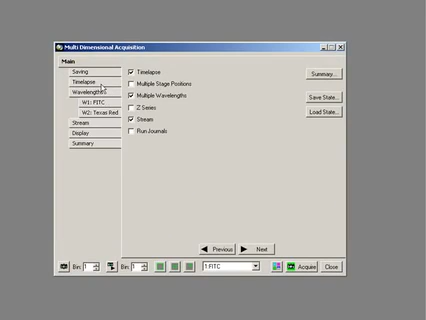 Multi Dimensional Acquisition
Main
Saving
Timelapse
Wavelengths
W1: FITC
W2: Texas Red
Stream
Display
Summary
Timelapse
Multiple Stage Positions
Multiple Wavelengths
Z Series
Stream
Run Journals
Summary...
Save State...
Load State...
Previous
Next
Bin: 1
Bin: 1
1:FITC
Acquire
Close